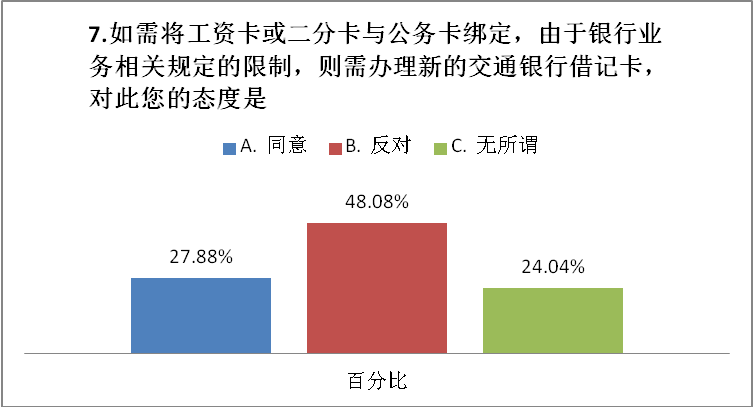 7.如需将工资卡或二分卡与公务卡绑定，由于银行业
务相关规定的限制，则需办理新的交通银行借记卡，
对此您的态度是
A. 同意 B. 反对 C. 无所谓
48.08%
27.88%
24.04%
百分比